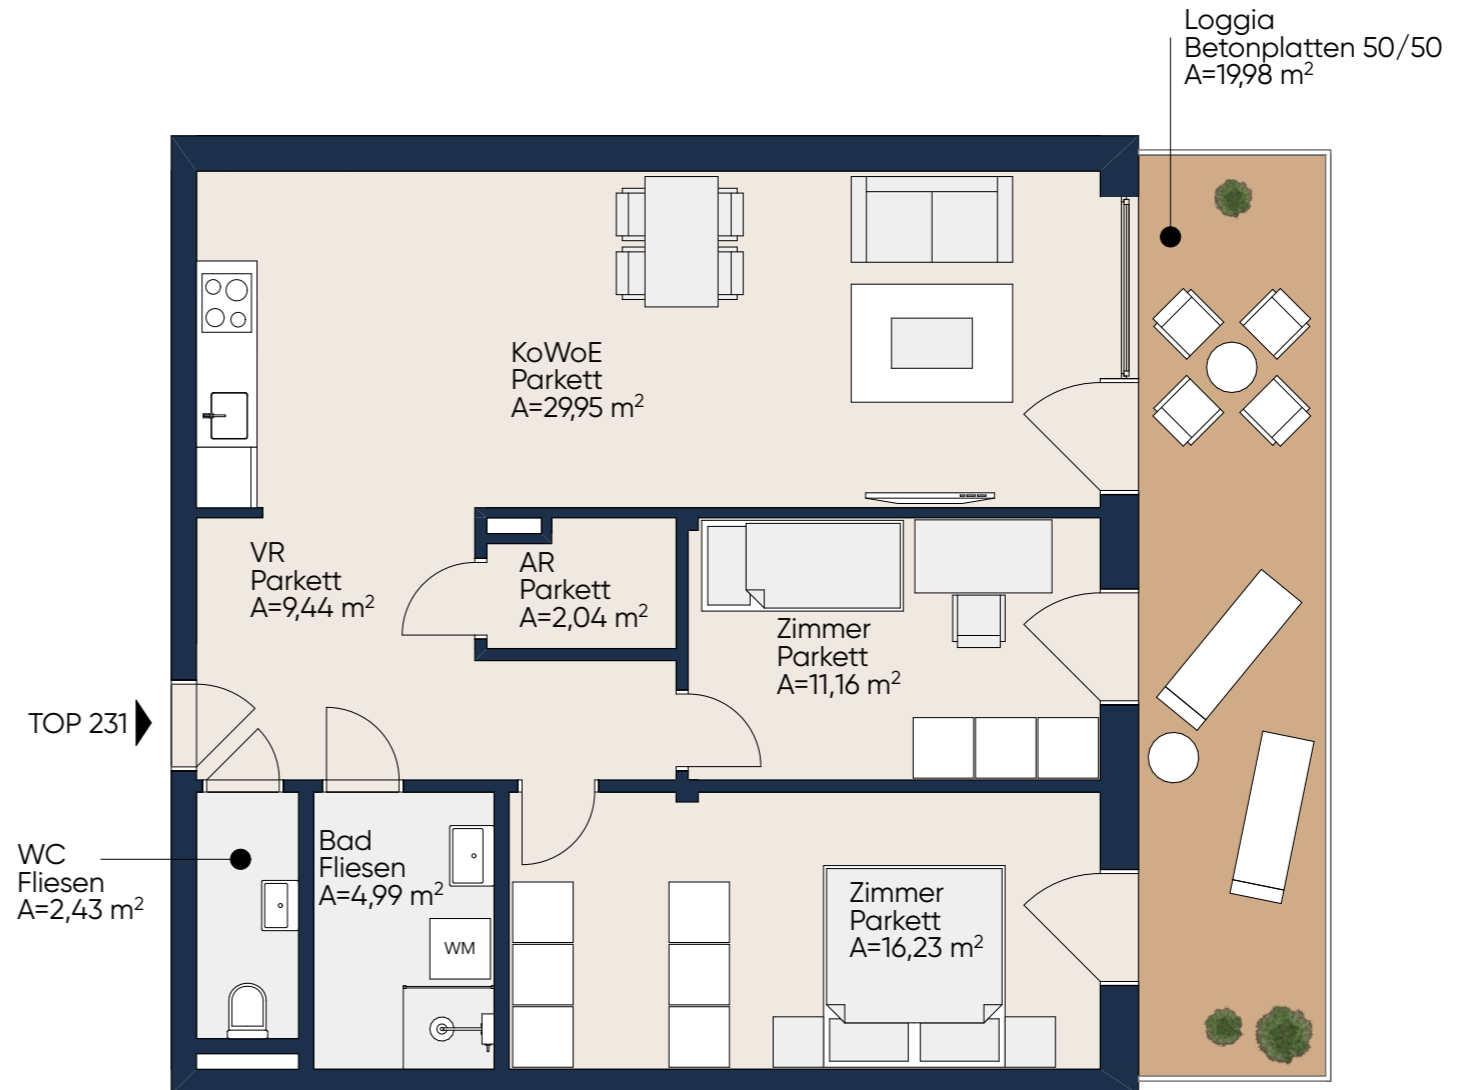 Loggia
Betonplatten 50/50
A=19,98 m²
KoWoE
Parkett
A=29,95 m²
VR
Parkett
A=9,44 m²
AR
Parkett
A=2,04 m²
Zimmer
Parkett
A=11,16 m²
TOP 231
WC
Fliesen
A=2,43 m²
Bad
Fliesen
A=4,99 m²
WM
Zimmer
Parkett
A=16,23 m²